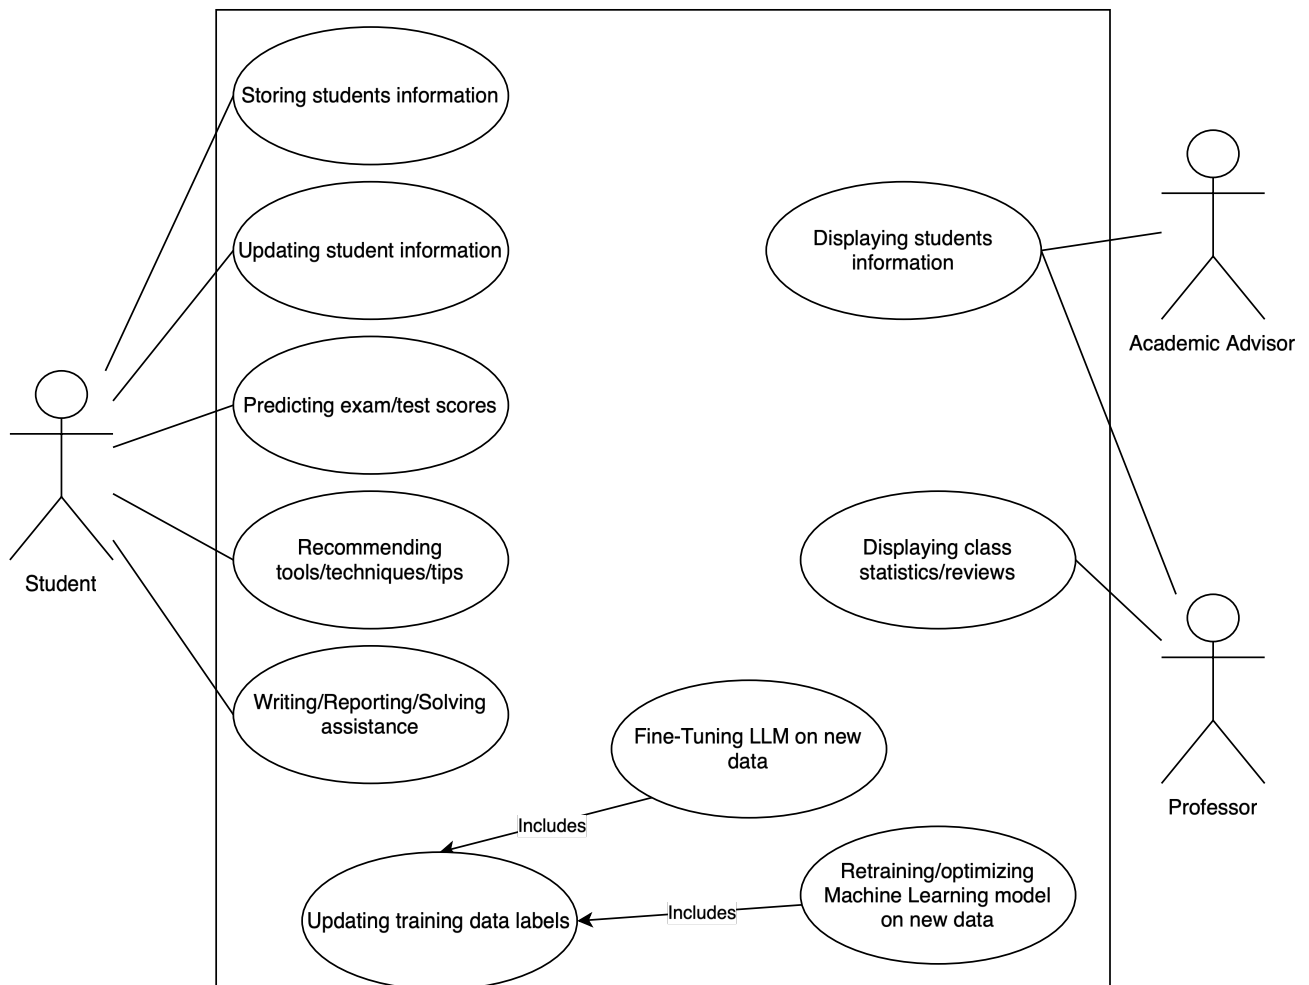 Storing students information
Updating student information
Displaying students
information
Academic Advisor
Predicting exam/test scores
Student
Recommending
tools/techniques/tips
Displaying class
statistics/reviews
Writing/Reporting/Solving
assistance
Fine-Tuning LLM on new
data
Professor
Includes
Updating training data labels
Includes
Retraining/optimizing
Machine Learning model
on new data